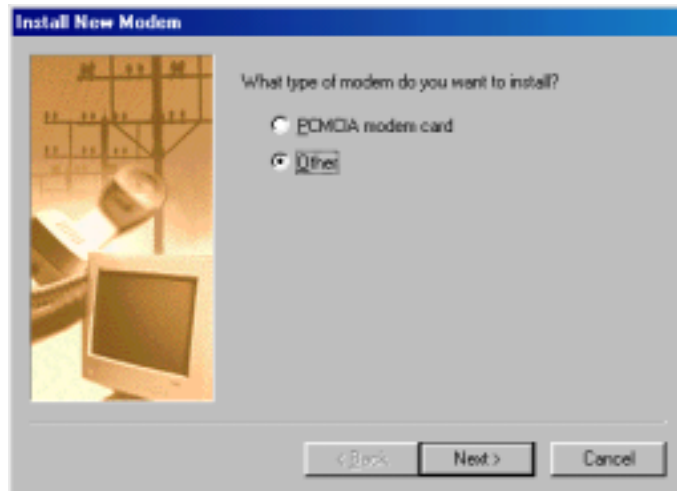 Install New Modem
What type of modem do you want to install?
PCMCIA modem card
Other
< Back
Next >
Cancel